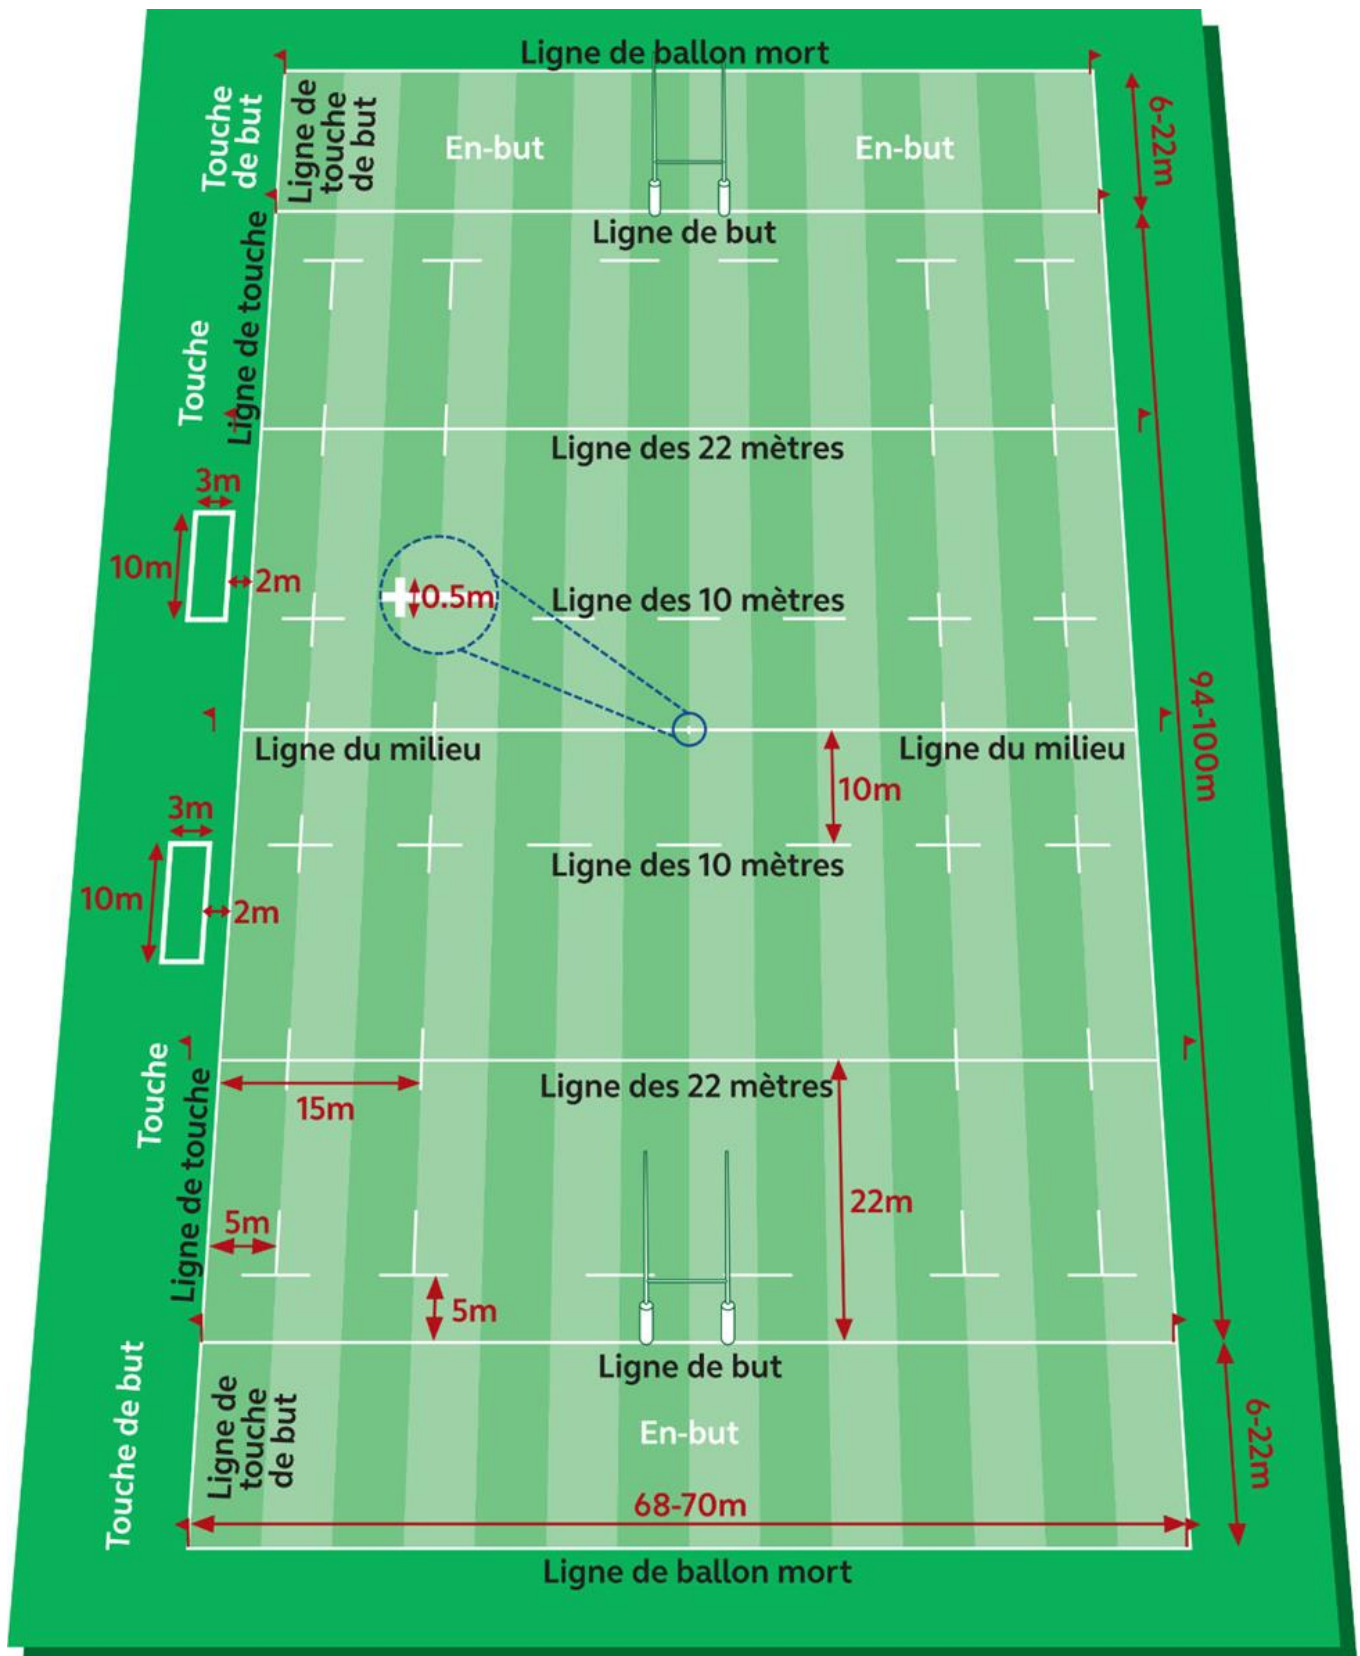 Ligne de ballon mort
Touche
de but
Ligne de
touche
de but
En-but
En-but
6-22m
Ligne de but
Ligne de touche
Touche
Ligne des 22 mètres
3m
10m
2m
0.5m
Ligne des 10 mètres
94-100m
Ligne du milieu
Ligne du milieu
10m
3m
Ligne des 10 mètres
10m
2m
Touche
Ligne de touche
Ligne des 22 mètres
15m
22m
5m
5m
Ligne de but
Touche de but
Ligne de
touche
de but
En-but
6-22m
68-70m
Ligne de ballon mort